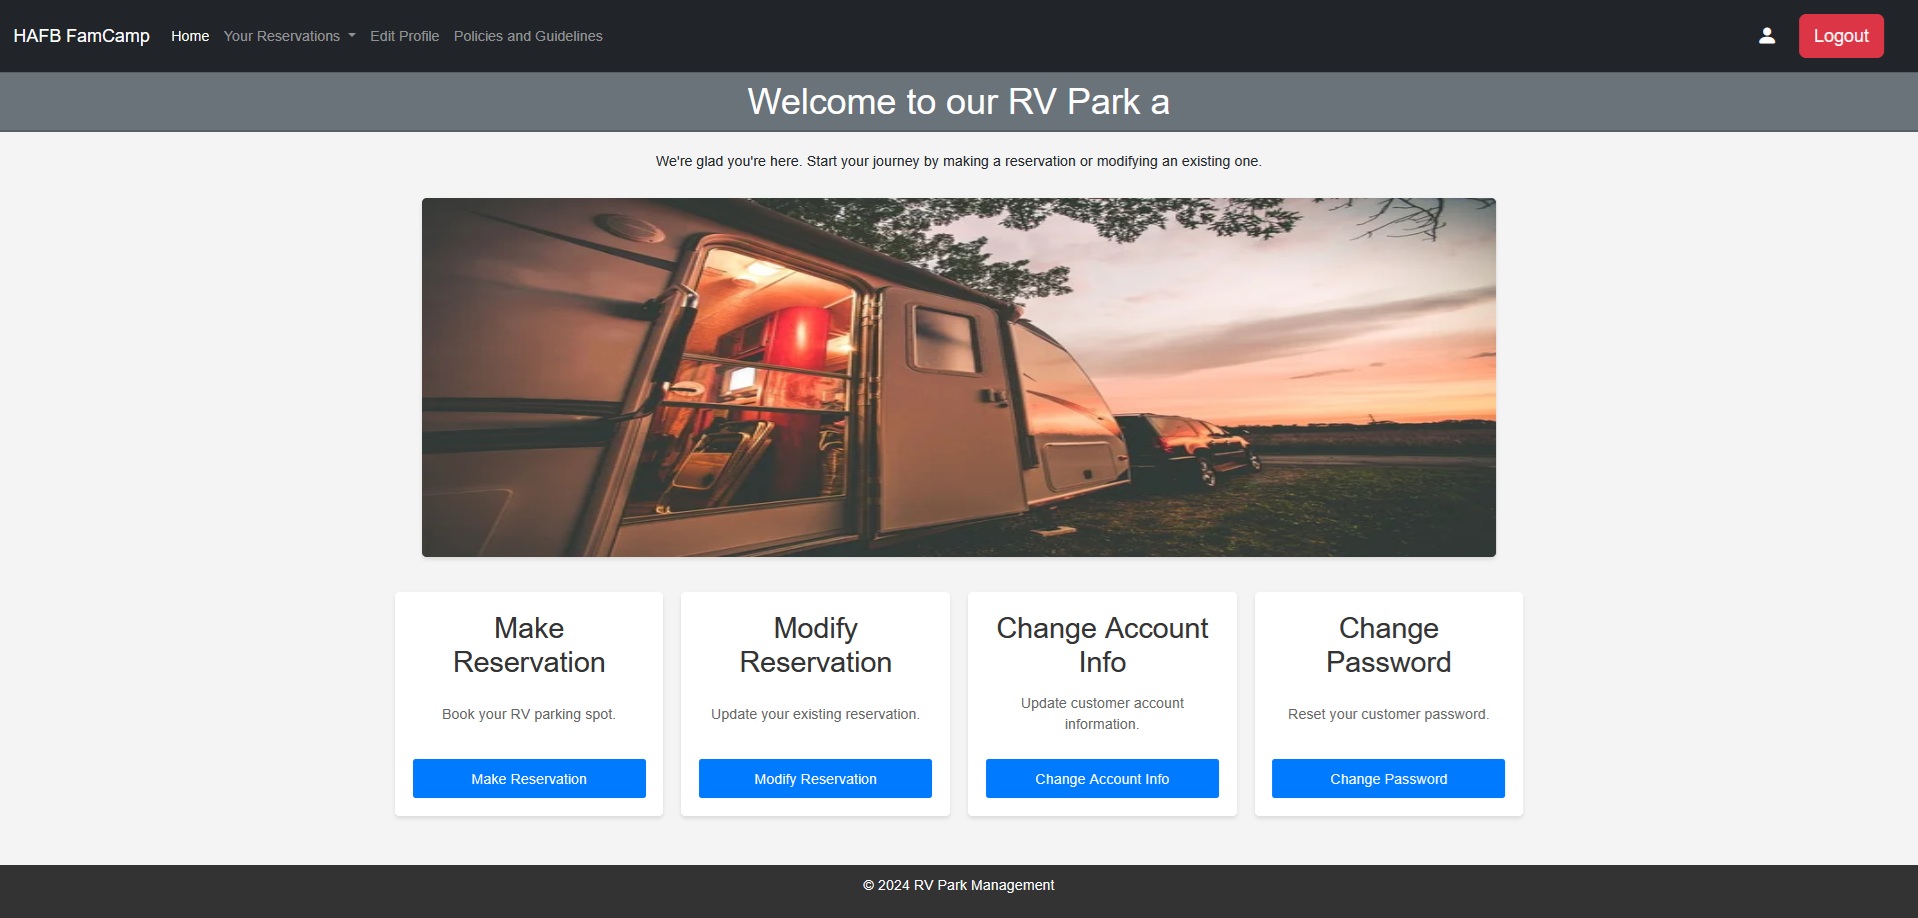 HAFB FamCamp Home Your Reservations Edit Profile Policies and Guidelines Logout
Welcome to our RV Park a
We're glad you're here. Start your journey by making a reservation or modifying an existing one.
Make
Reservation
Book your RV parking spot.
Make Reservation
Modify
Reservation
Update your existing reservation.
Modify Reservation
Change Account
Info
Update customer account
information.
Change Account Info
Change
Password
Reset your customer password.
Change Password
© 2024 RV Park Management